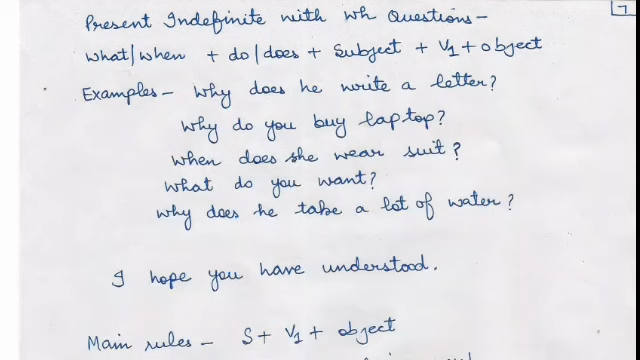 7
Present Indefinite with Wh Questions-
What/When + do/does + Subject + V1 + object
Examples- Why does he write a letter?
Why do you buy laptop?
When does she wear suit?
What do you want?
Why does he take a lot of water?
I hope you have understood.
Main rules- S + V1 + object